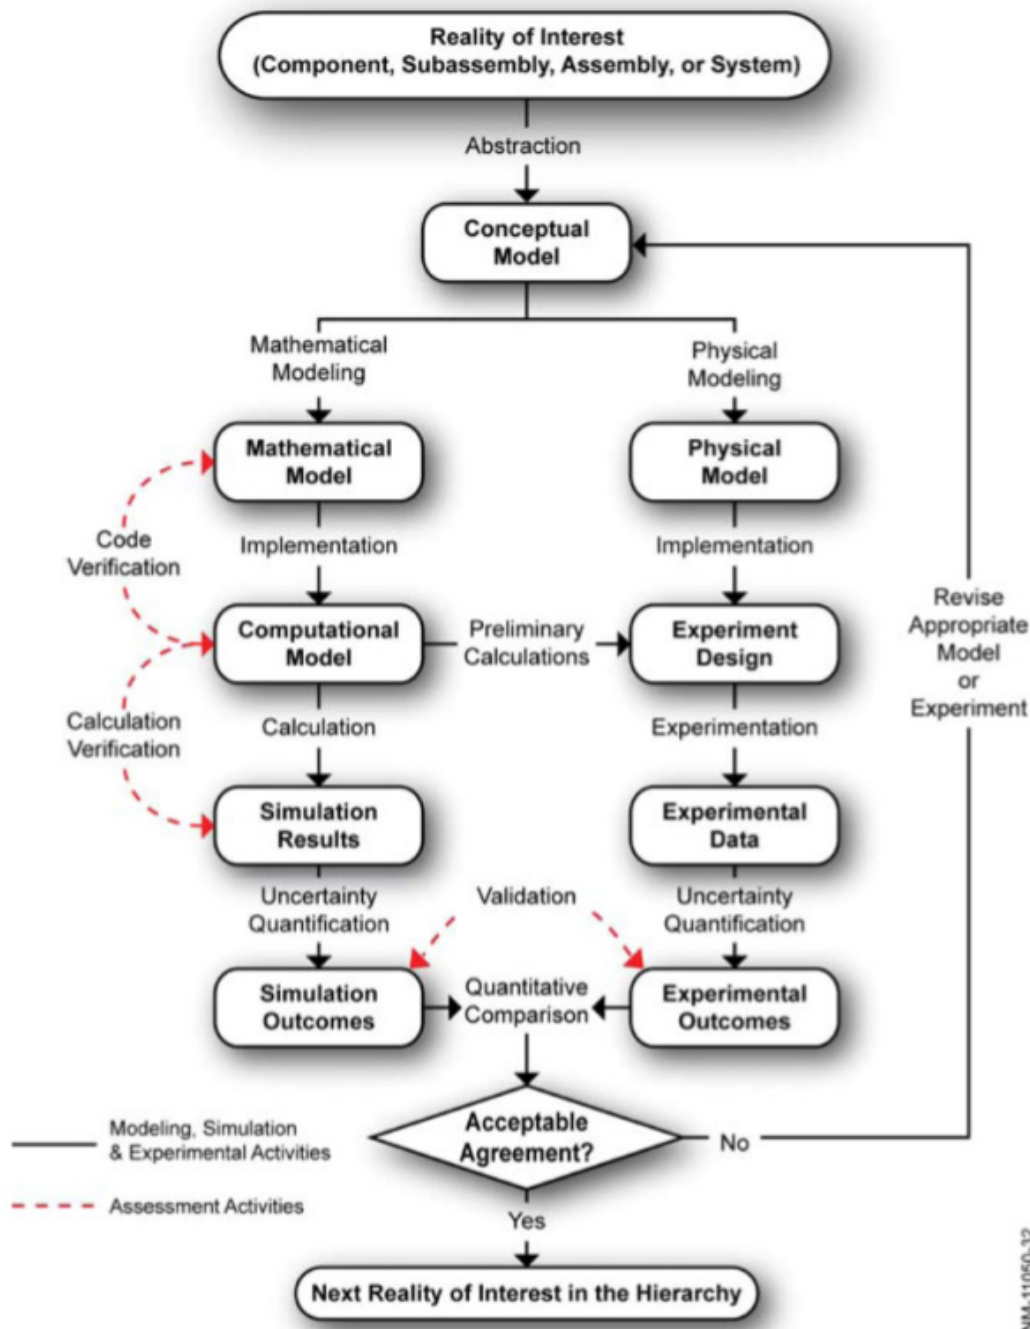 Reality of Interest
(Component, Subassembly, Assembly, or System)
Abstraction
Conceptual
Model
Mathematical
Modeling
Physical
Modeling
Mathematical
Model
Physical
Model
Code
Verification
Implementation
Implementation
Computational
Model
Preliminary
Calculations
Experiment
Design
Revise
Appropriate
Model
or
Experiment
Calculation
Verification
Calculation
Experimentation
Simulation
Results
Experimental
Data
Uncertainty
Quantification
Validation
Uncertainty
Quantification
Simulation
Outcomes
Quantitative
Comparison
Experimental
Outcomes
Acceptable
Agreement?
No
Modeling, Simulation
& Experimental Activities
Assessment Activities
Yes
Next Reality of Interest in the Hierarchy